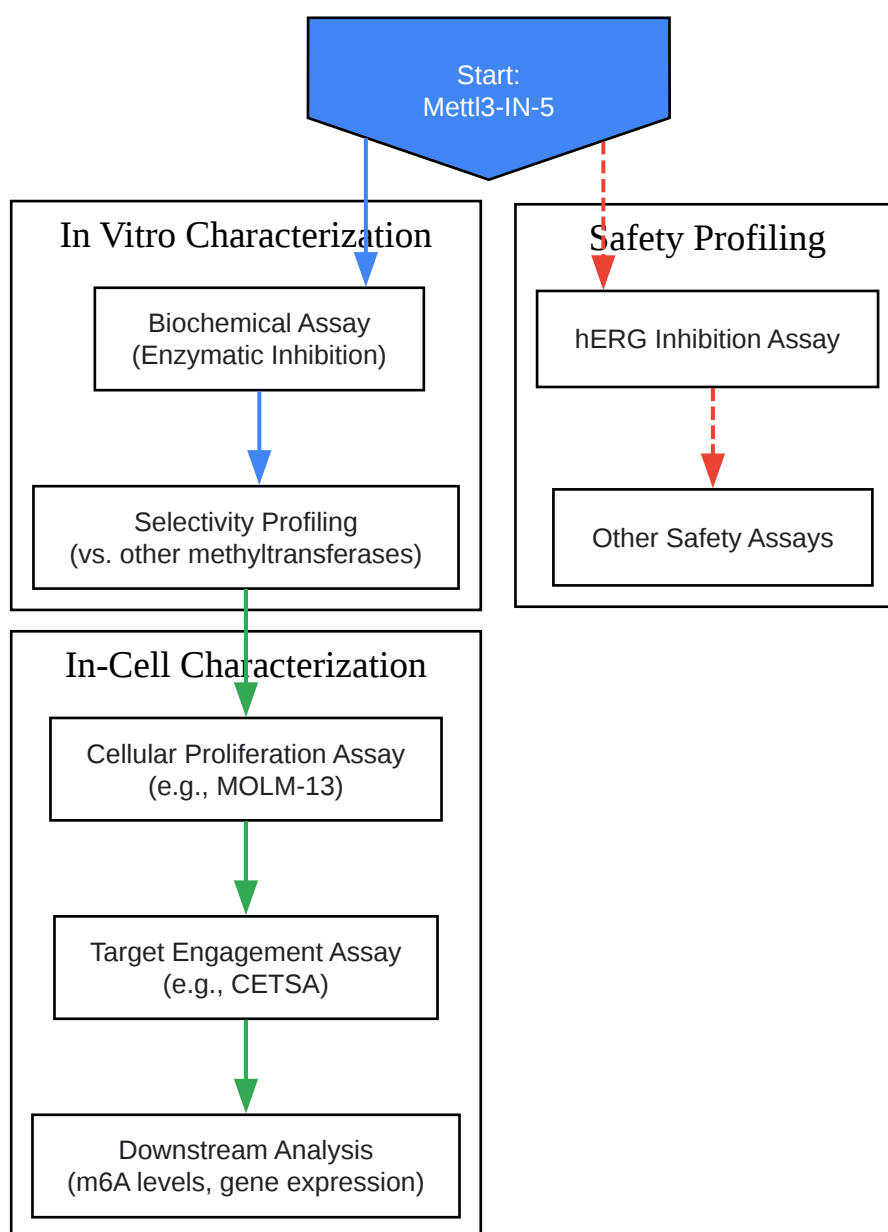 Start:
Mettl3-IN-5
In Vitro Characterization
Biochemical Assay
(Enzymatic Inhibition)
Selectivity Profiling
(vs. other methyltransferases)
Safety Profiling
hERG Inhibition Assay
Other Safety Assays
In-Cell Characterization
Cellular Proliferation Assay
(e.g., MOLM-13)
Target Engagement Assay
(e.g., CETSA)
Downstream Analysis
(m6A levels, gene expression)